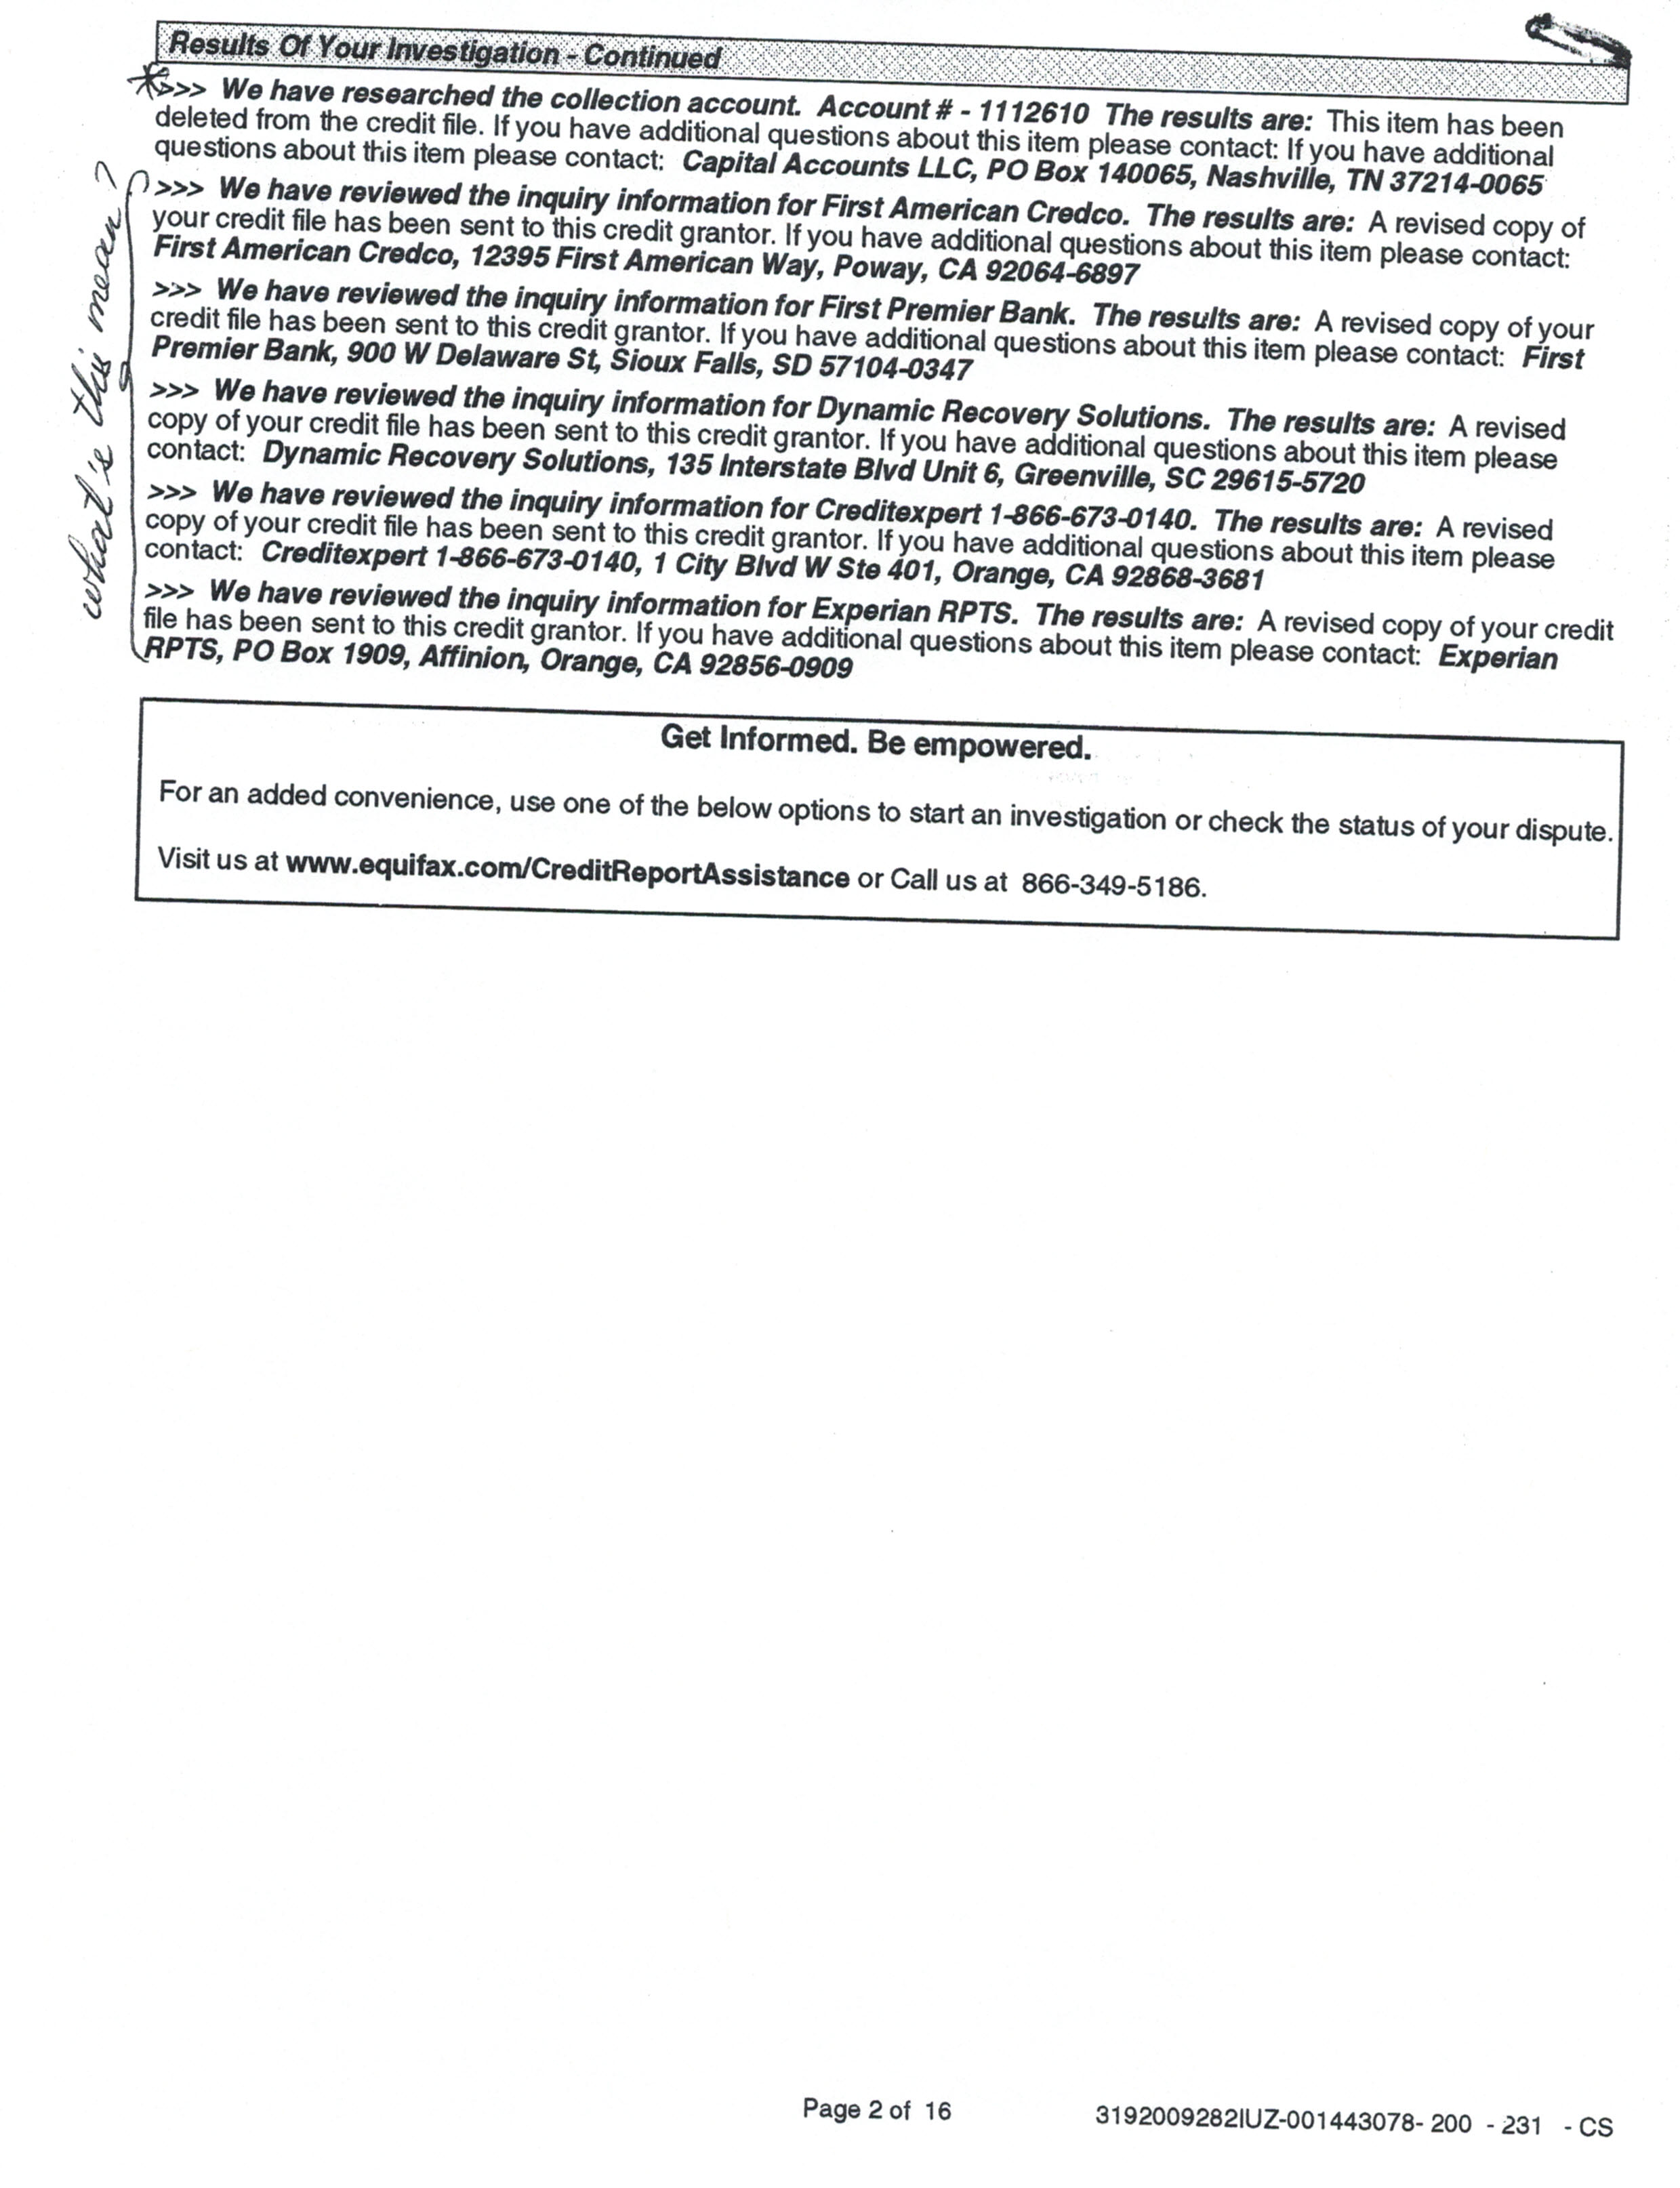 Results Of Your Investigation - Continued
>>> We have researched the collection account. Account # - 1112610 The results are: This item has been
deleted from the credit file. If you have additional questions about this item please contact: If you have additional
questions about this item please contact: Capital Accounts LLC, PO Box 140065, Nashville, TN 37214-0065
>>> We have reviewed the inquiry information for First American Credco. The results are: A revised copy of
your credit file has been sent to this credit grantor. If you have additional questions about this item please contact:
First American Credco, 12395 First American Way, Poway, CA 92064-6897
>>> We have reviewed the inquiry information for First Premier Bank. The results are: A revised copy of your
credit file has been sent to this credit grantor. If you have additional questions about this item please contact: First
Premier Bank, 900 W Delaware St, Sioux Falls, SD 57104-0347
>>> We have reviewed the inquiry information for Dynamic Recovery Solutions. The results are: A revised
copy of your credit file has been sent to this credit grantor. If you have additional questions about this item please
contact: Dynamic Recovery Solutions, 135 Interstate Blvd Unit 6, Greenville, SC 29615-5720
>>> We have reviewed the inquiry information for Creditexpert 1-866-673-0140. The results are: A revised
copy of your credit file has been sent to this credit grantor. If you have additional questions about this item please
contact: Creditexpert 1-866-673-0140, 1 City Blvd W Ste 401, Orange, CA 92868-3681
>>> We have reviewed the inquiry information for Experian RPTS. The results are: A revised copy of your credit
file has been sent to this credit grantor. If you have additional questions about this item please contact: Experian
RPTS, PO Box 1909, Affinion, Orange, CA 92856-0909
what's this mean?
Get Informed. Be empowered.
For an added convenience, use one of the below options to start an investigation or check the status of your dispute.
Visit us at www.equifax.com/CreditReportAssistance or Call us at 866-349-5186.
Page 2 of 16
3192009282IUZ-001443078- 200 - 231 - CS